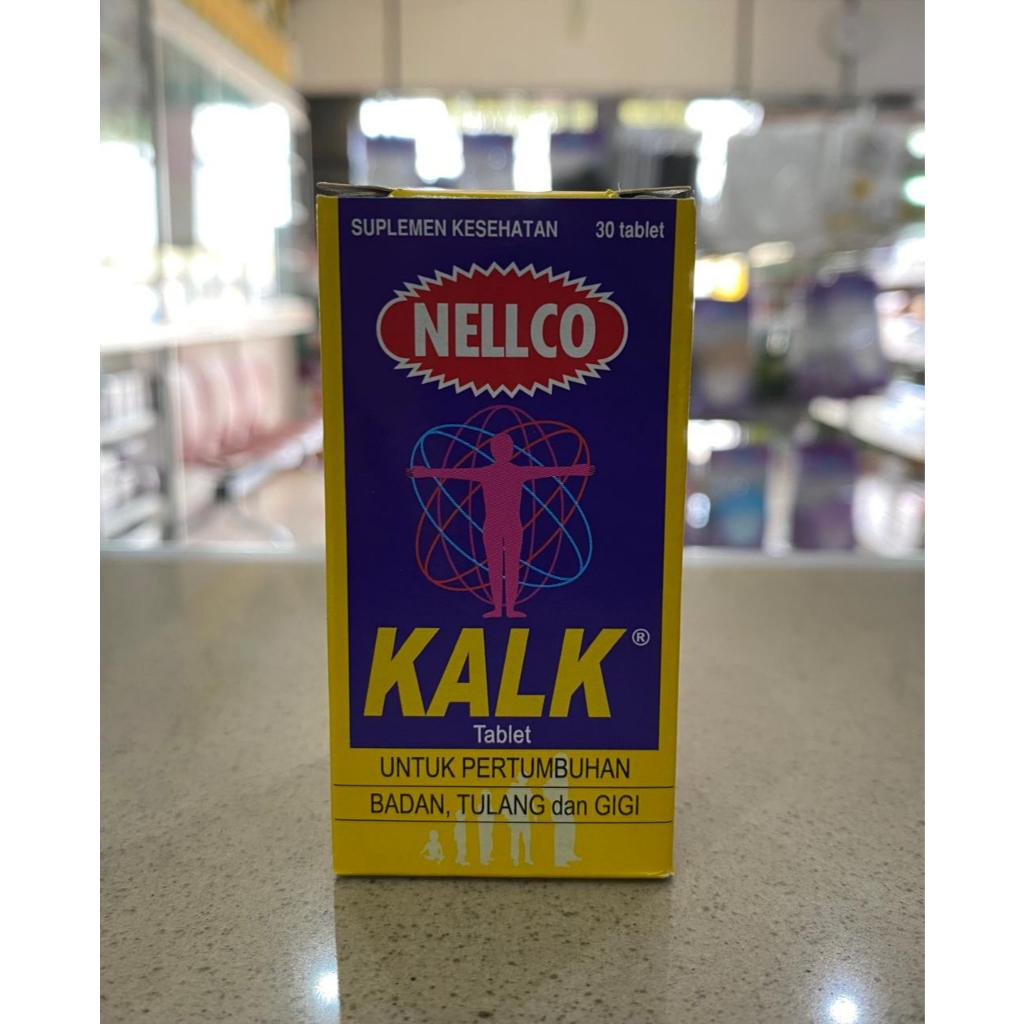 SUPLEMEN KESEHATAN 30 tablet
NELLCO
KALK®
Tablet
UNTUK PERTUMBUHAN
BADAN, TULANG dan GIGI